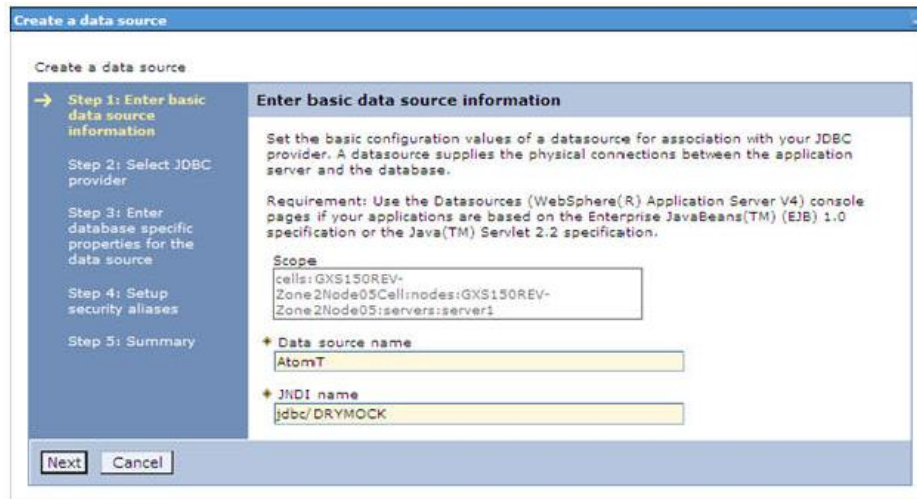 Create a data source
Create a data source
Step 1: Enter basic
data source
information
Step 2: Select JDBC
provider
Step 3: Enter
database specific
properties for the
data source
Step 4: Setup
security aliases
Step 5: Summary
Enter basic data source information
Set the basic configuration values of a datasource for association with your JDBC
provider. A datasource supplies the physical connections between the application
server and the database.
Requirement: Use the Datasources (WebSphere(R) Application Server V4) console
pages if your applications are based on the Enterprise JavaBeans(TM) (EJB) 1.0
specification or the Java(TM) Servlet 2.2 specification.
Scope
cells:GXS150REV-
Zone2Node05Cell:nodes:GXS150REV-
Zone2Node05:servers:server1
Data source name
AtomT
JNDI name
jdbc/DRYMOCK
Next Cancel